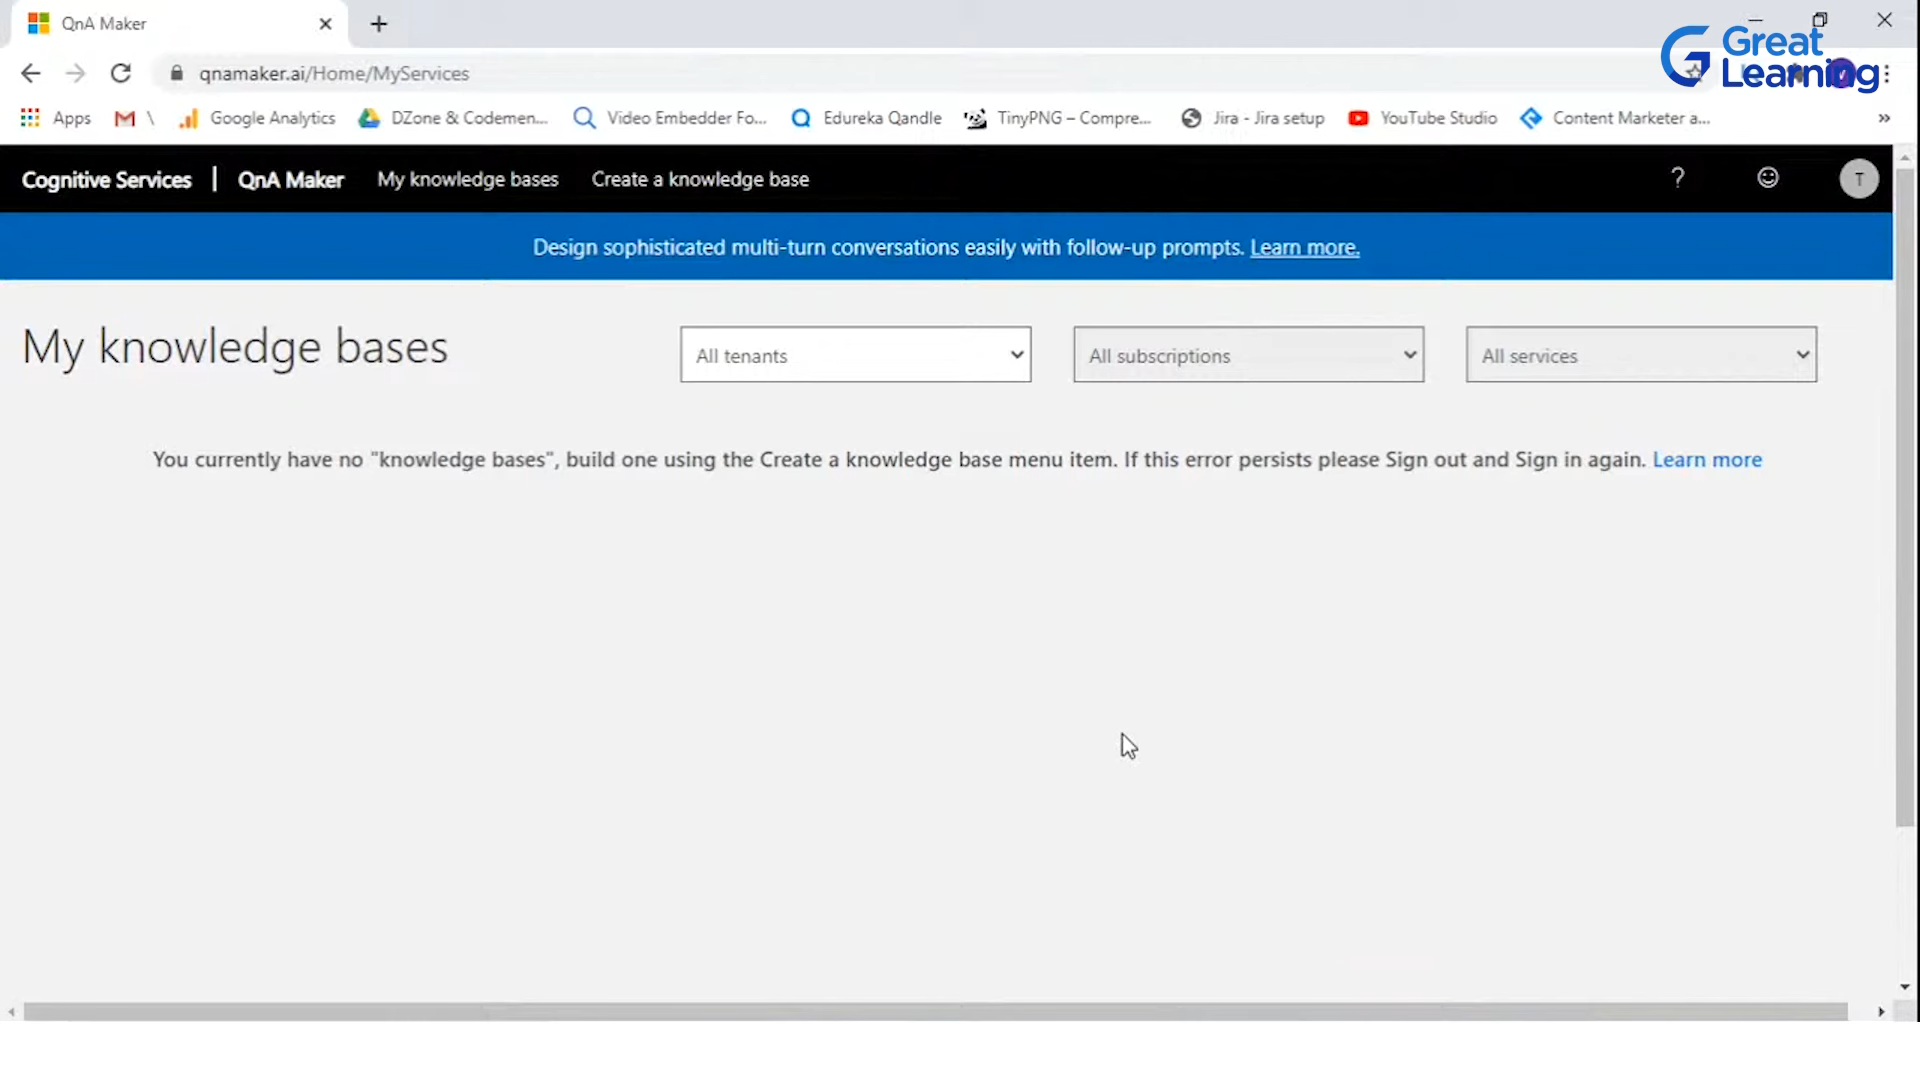 QnA Maker
Great
Learning
qnamaker.ai/Home/MyServices
Apps \ Google Analytics DZone & Codemen... Video Embedder Fo... Edureka Qandle TinyPNG – Compre... Jira - Jira setup YouTube Studio Content Marketer a... »
Cognitive Services | QnA Maker My knowledge bases Create a knowledge base ? T
Design sophisticated multi-turn conversations easily with follow-up prompts. Learn more.
My knowledge bases All tenants All subscriptions All services
You currently have no "knowledge bases", build one using the Create a knowledge base menu item. If this error persists please Sign out and Sign in again. Learn more